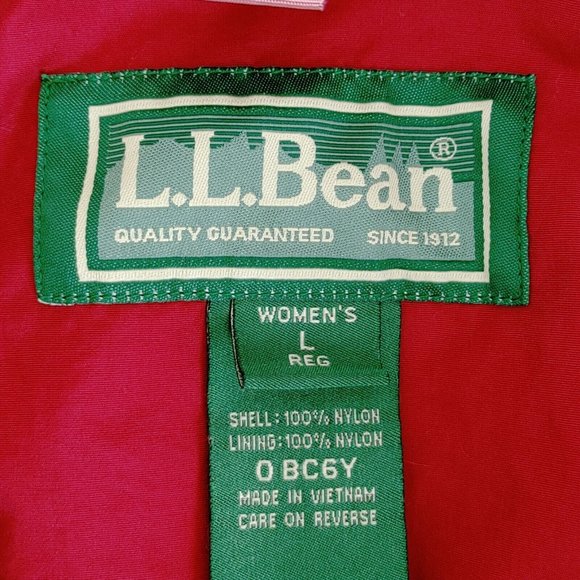 L.L.Bean®
QUALITY GUARANTEED SINCE 1912
WOMEN'S
L
REG
SHELL: 100% NYLON
LINING: 100% NYLON
0 BC6Y
MADE IN VIETNAM
CARE ON REVERSE